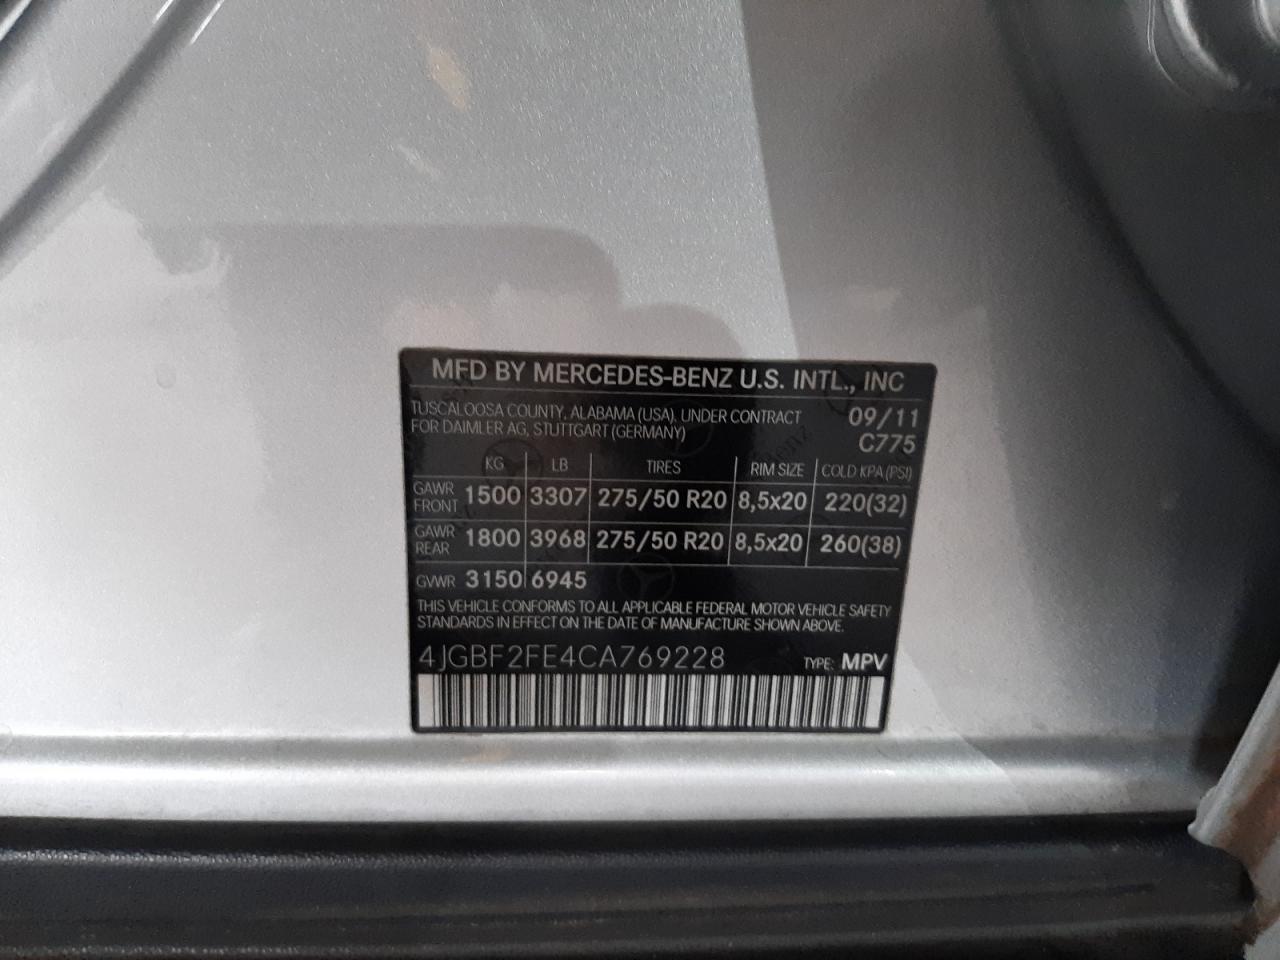 MFD BY MERCEDES-BENZ U.S. INTL., INC
TUSCALOOSA COUNTY, ALABAMA (USA), UNDER CONTRACT 09/11
FOR DAIMLER AG, STUTTGART (GERMANY) C775
KG LB TIRES RIM SIZE COLD KPA (PSI)
GAWR FRONT 1500 3307 275/50 R20 8,5x20 220(32)
GAWR REAR 1800 3968 275/50 R20 8,5x20 260(38)
GVWR 3150 6945
THIS VEHICLE CONFORMS TO ALL APPLICABLE FEDERAL MOTOR VEHICLE SAFETY
STANDARDS IN EFFECT ON THE DATE OF MANUFACTURE SHOWN ABOVE.
4JGBF2FE4CA769228 TYPE: MPV